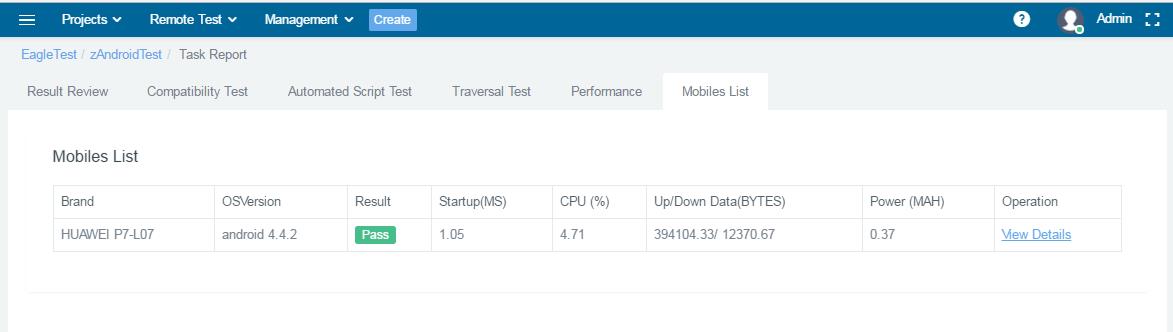 Projects Remote Test Management Create ? Admin
EagleTest / zAndroidTest / Task Report
Result Review Compatibility Test Automated Script Test Traversal Test Performance Mobiles List
Mobiles List
Brand OSVersion Result Startup(MS) CPU (%) Up/Down Data(BYTES) Power (MAH) Operation
HUAWEI P7-L07 android 4.4.2 Pass 1.05 4.71 394104.33/ 12370.67 0.37 View Details